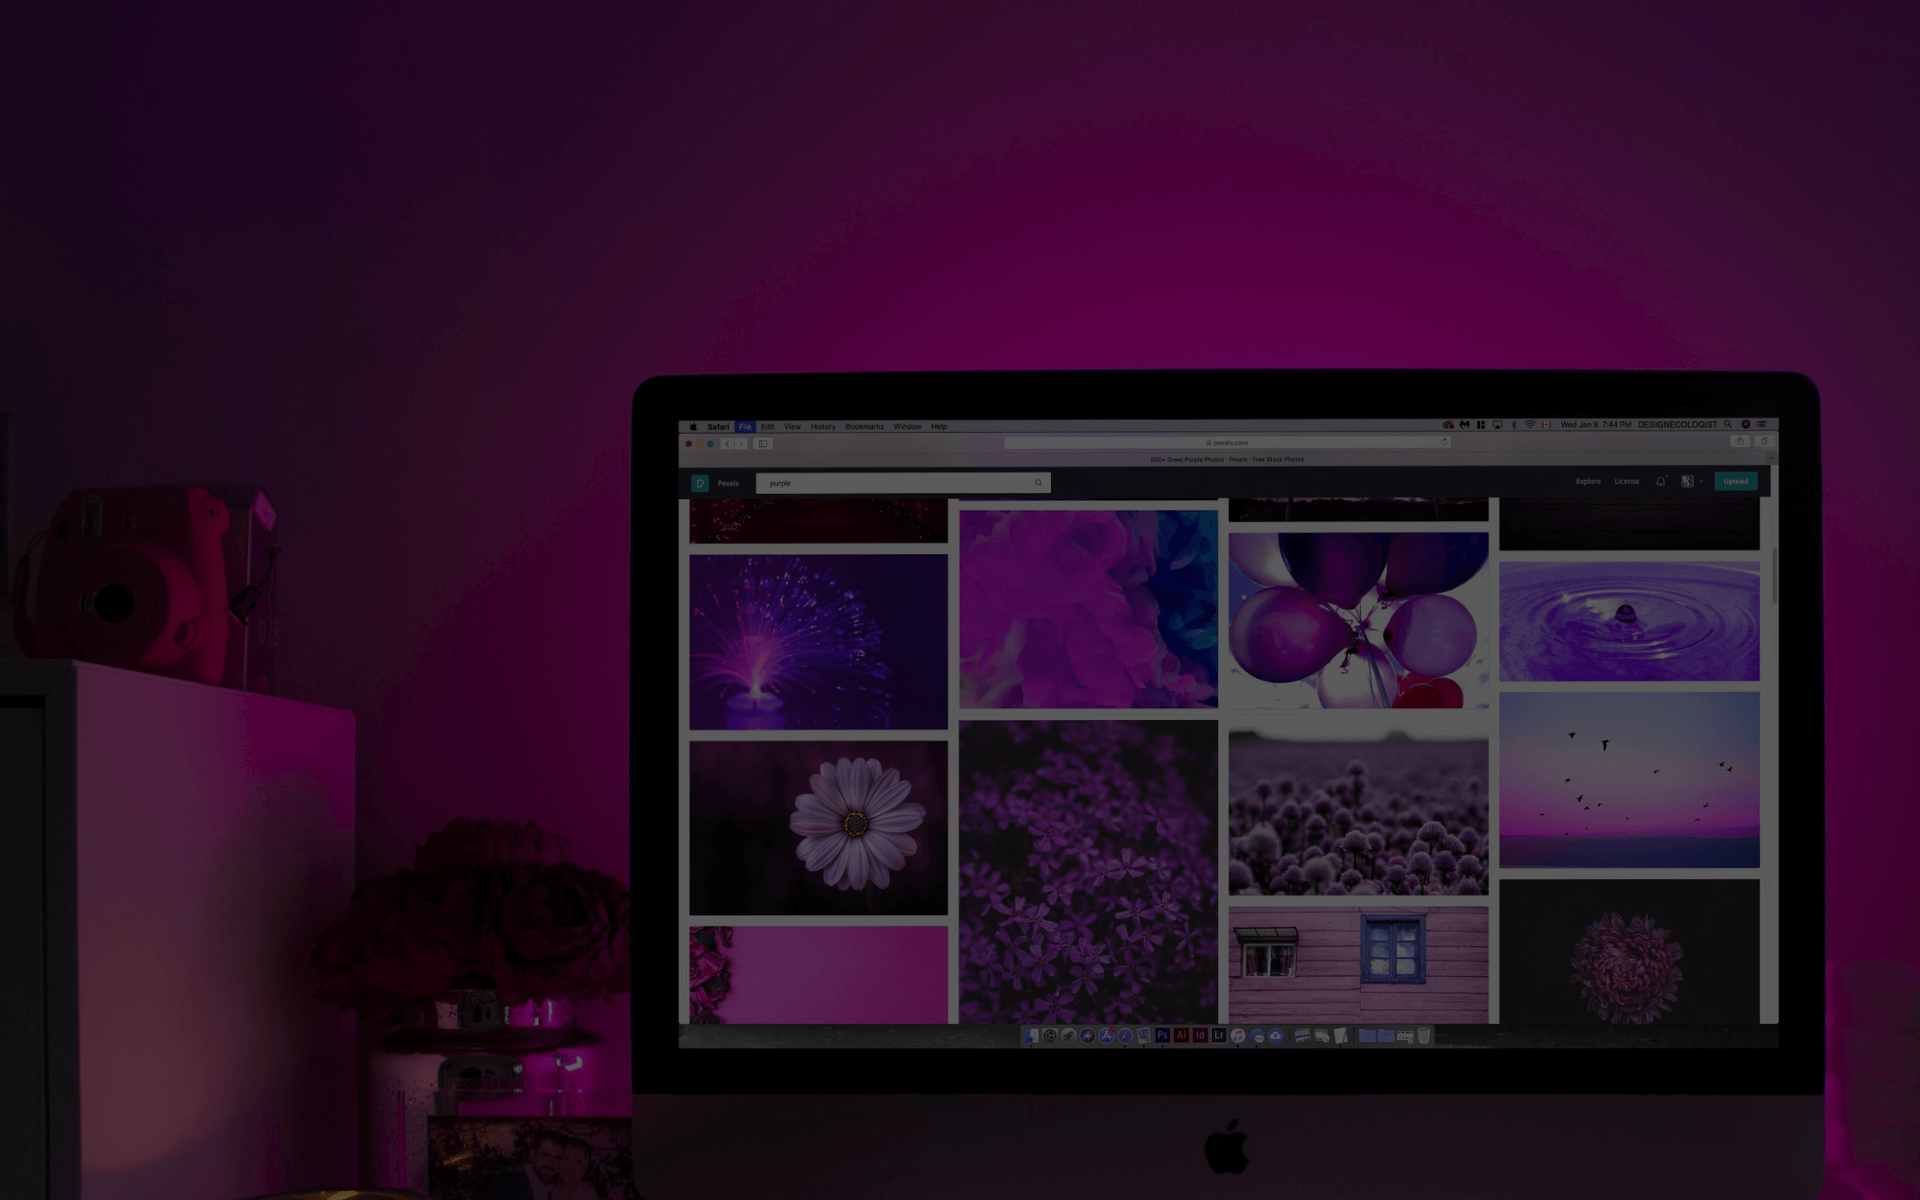 Safari File Edit View History Bookmarks Window Help
Wed Jan 9 7:44 PM DESIGNECOLOGIST
pexels.com
500+ Great Purple Photos · Pexels · Free Stock Photos
Pexels
purple
Explore License
Upload
Ps Ai Id Lr